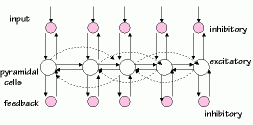 input
inhibitory
excitatory
pyramidal
cells
feedback
inhibitory